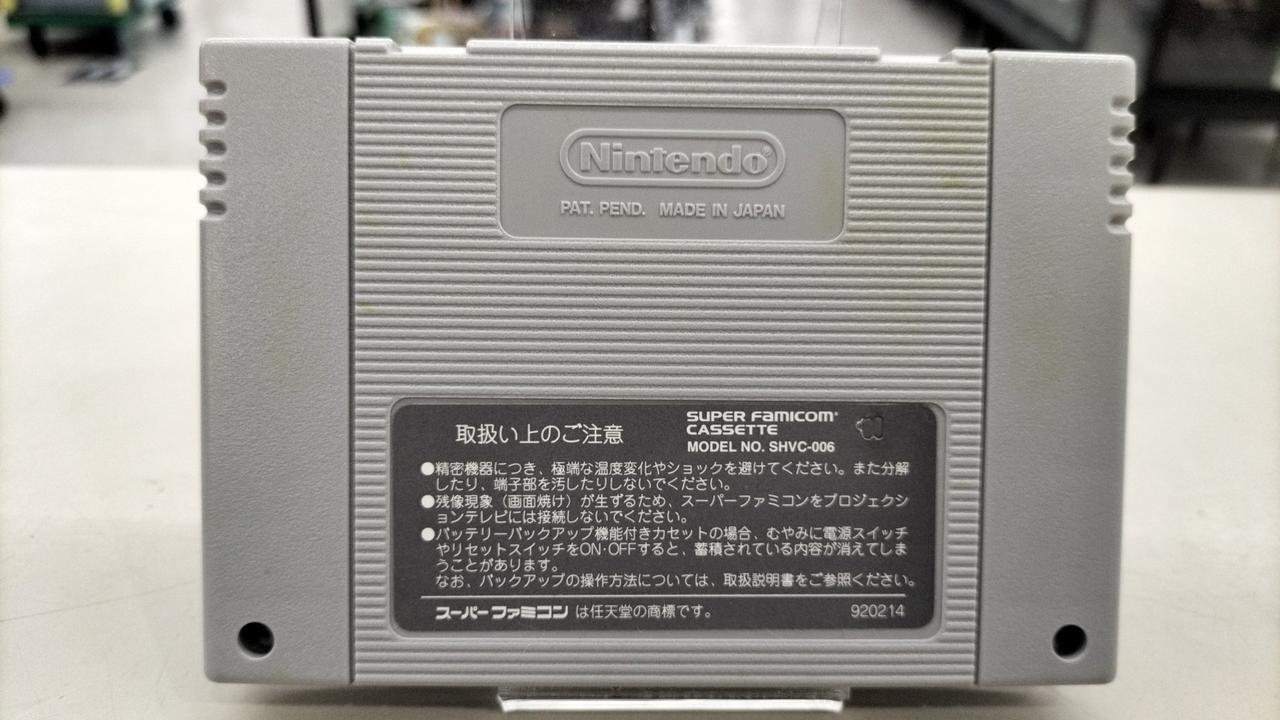 Nintendo®
PAT. PEND. MADE IN JAPAN
取扱い上のご注意
SUPER FAMICOM®
CASSETTE
MODEL NO. SHVC-006
●精密機器につき、極端な温度変化やショックを避けてください。また分解
したり、端子部を汚したりしないでください。
●残像現象（画面焼け）が生ずるため、スーパーファミコンをプロジェクシ
ョンテレビには接続しないでください。
●バッテリーバックアップ機能付きカセットの場合、むやみに電源スイッチ
やリセットスイッチをON·OFFすると、蓄積されている内容が消えてしま
うことがあります。
なお、バックアップの操作方法については、取扱説明書をご参照ください。
スーパーファミコン は任天堂の商標です。 920214